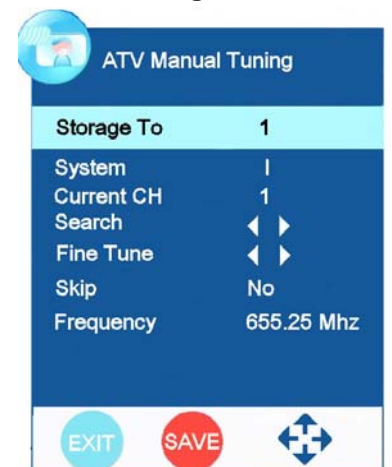 ATV Manual Tuning
Storage To 1
System I
Current CH 1
Search
Fine Tune
Skip No
Frequency 655.25 Mhz
EXIT SAVE